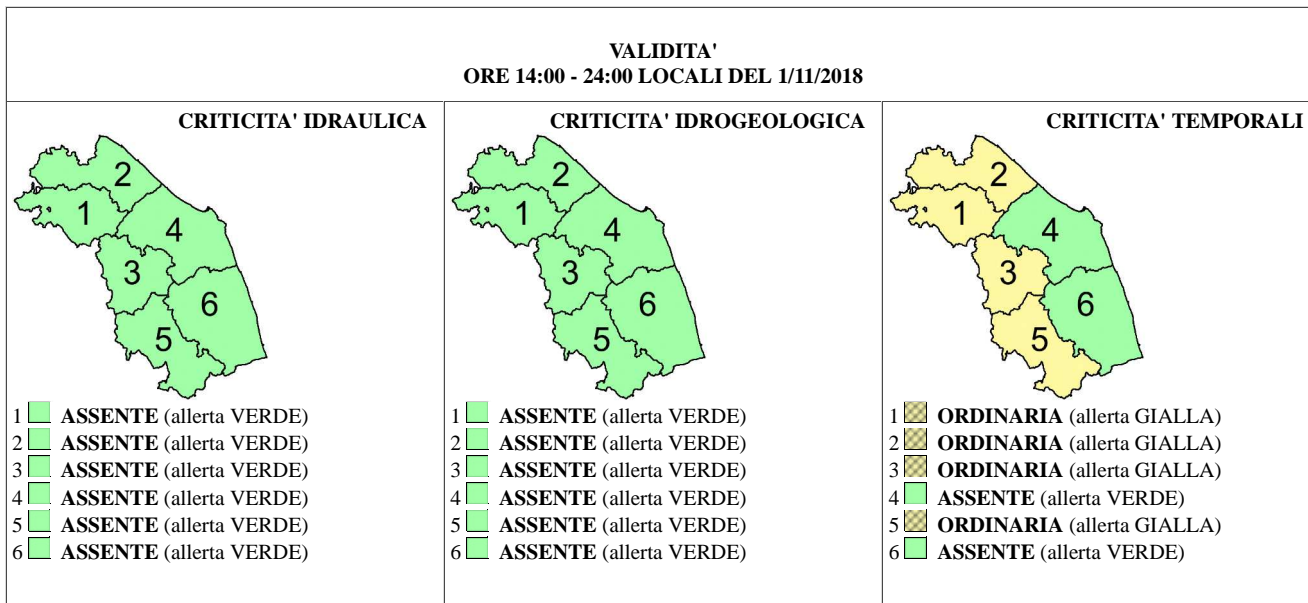 VALIDITA'
ORE 14:00 - 24:00 LOCALI DEL 1/11/2018
CRITICITA' IDRAULICA
2
1
4
3
6
5
1 ASSENTE (allerta VERDE)
2 ASSENTE (allerta VERDE)
3 ASSENTE (allerta VERDE)
4 ASSENTE (allerta VERDE)
5 ASSENTE (allerta VERDE)
6 ASSENTE (allerta VERDE)
CRITICITA' IDROGEOLOGICA
2
1
4
3
6
5
1 ASSENTE (allerta VERDE)
2 ASSENTE (allerta VERDE)
3 ASSENTE (allerta VERDE)
4 ASSENTE (allerta VERDE)
5 ASSENTE (allerta VERDE)
6 ASSENTE (allerta VERDE)
CRITICITA' TEMPORALI
2
1
4
3
6
5
1 ORDINARIA (allerta GIALLA)
2 ORDINARIA (allerta GIALLA)
3 ORDINARIA (allerta GIALLA)
4 ASSENTE (allerta VERDE)
5 ORDINARIA (allerta GIALLA)
6 ASSENTE (allerta VERDE)